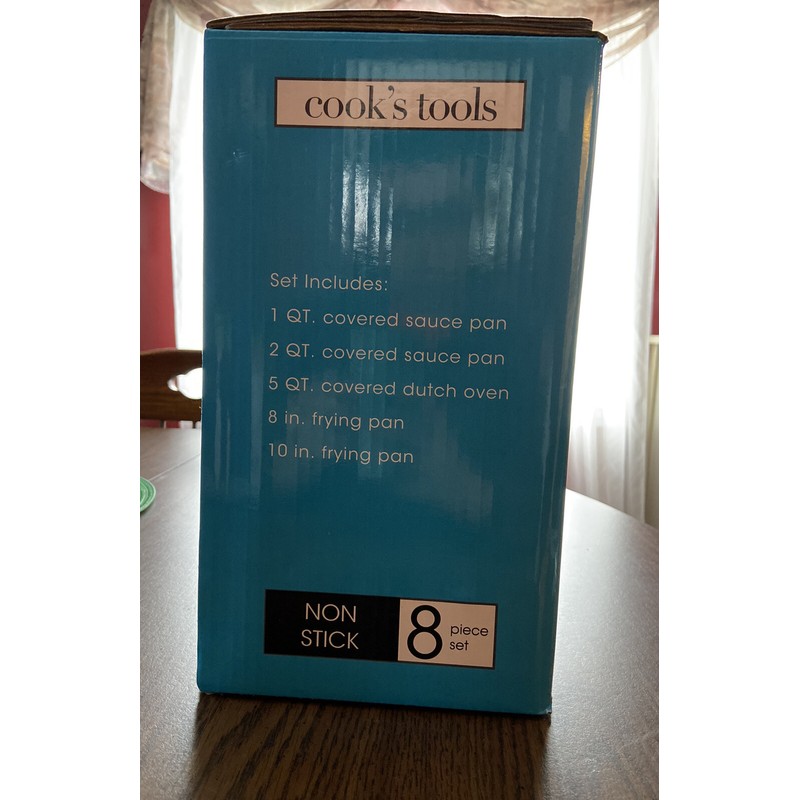 cook's tools
Set Includes:
1 QT. covered sauce pan
2 QT. covered sauce pan
5 QT. covered dutch oven
8 in. frying pan
10 in. frying pan
NON
STICK
8 piece
set